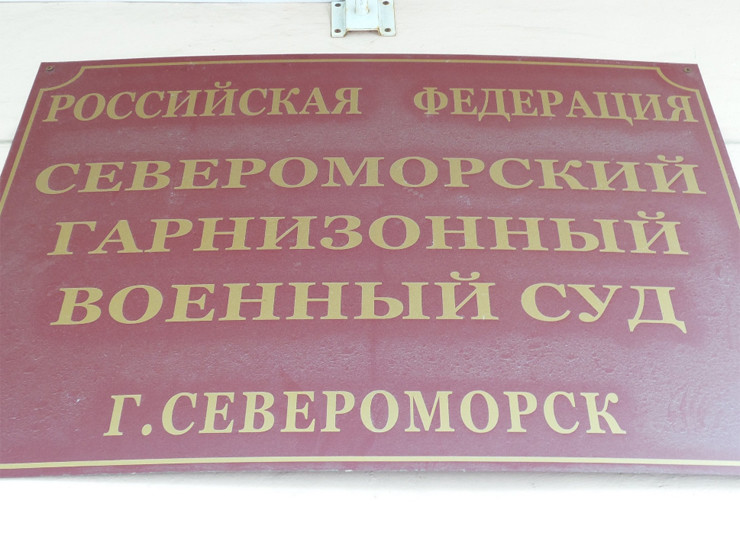 РОССИЙСКАЯ ФЕДЕРАЦИЯ
СЕВЕРОМОРСКИЙ
ГАРНИЗОННЫЙ
ВОЕННЫЙ СУД
Г.СЕВЕРОМОРСК